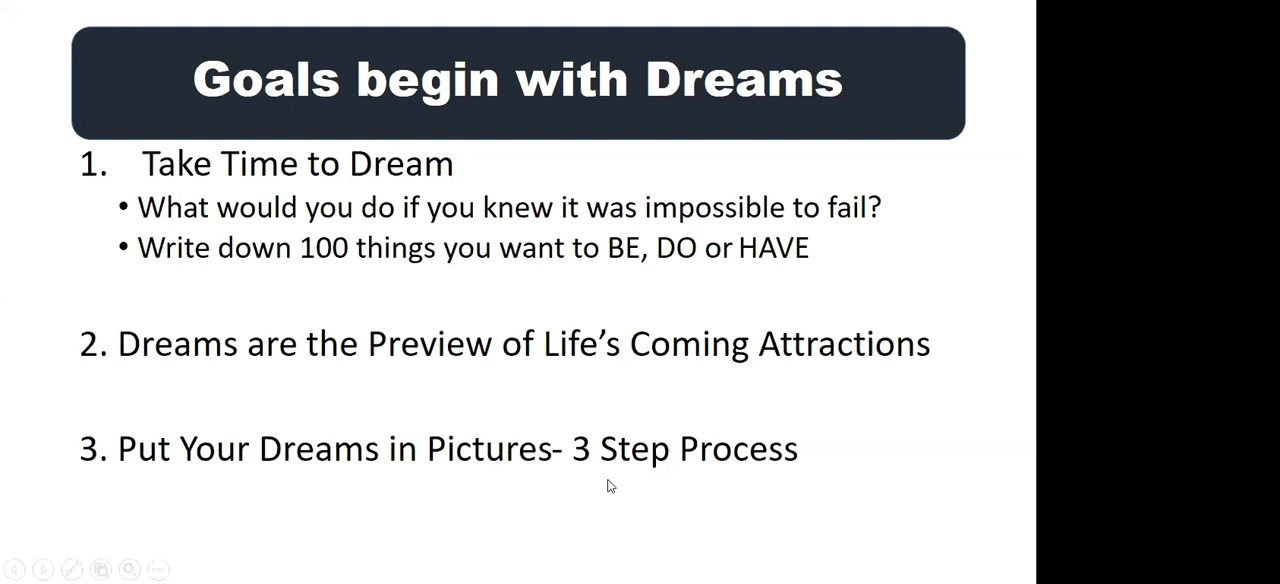 Goals begin with Dreams
1. Take Time to Dream
• What would you do if you knew it was impossible to fail?
• Write down 100 things you want to BE, DO or HAVE
2. Dreams are the Preview of Life’s Coming Attractions
3. Put Your Dreams in Pictures- 3 Step Process